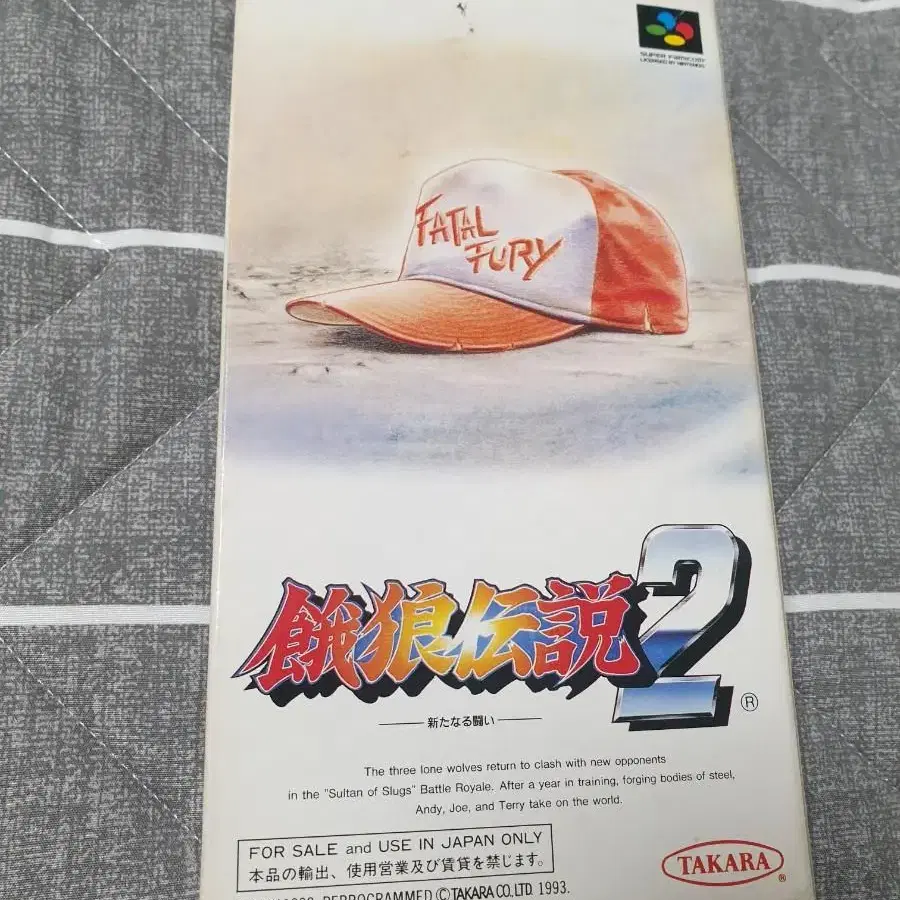 SUPER FAMICOM
LICENSED BY NINTENDO
FATAL
FURY
餓狼伝説2
®
新たなる闘い
The three lone wolves return to clash with new opponents
in the "Sultan of Slugs" Battle Royale. After a year in training, forging bodies of steel,
Andy, Joe, and Terry take on the world.
FOR SALE and USE IN JAPAN ONLY
本品の輸出、使用営業及び賃貸を禁じます。
TAKARA
®
REPROGRAMMED ©TAKARA CO., LTD. 1993.